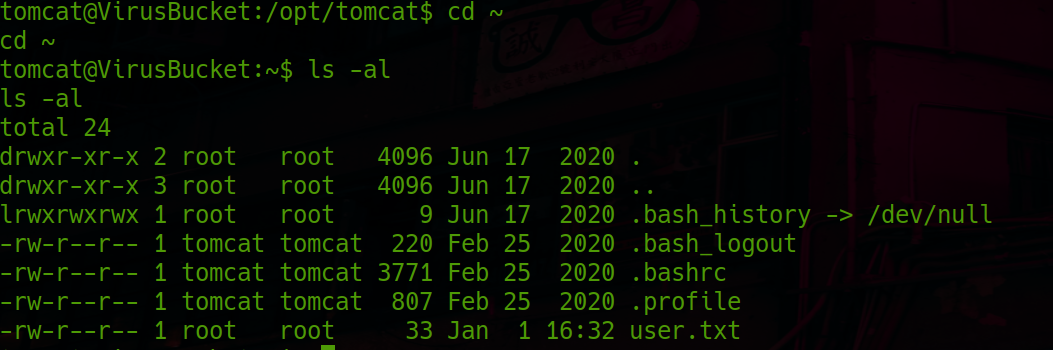 tomcat@VirusBucket:/opt/tomcat$ cd ~
cd ~
tomcat@VirusBucket:~$ ls -al
ls -al
total 24
drwxr-xr-x 2 root   root   4096 Jun 17  2020 .
drwxr-xr-x 3 root   root   4096 Jun 17  2020 ..
lrwxrwxrwx 1 root   root      9 Jun 17  2020 .bash_history -> /dev/null
-rw-r--r-- 1 tomcat tomcat  220 Feb 25  2020 .bash_logout
-rw-r--r-- 1 tomcat tomcat 3771 Feb 25  2020 .bashrc
-rw-r--r-- 1 tomcat tomcat  807 Feb 25  2020 .profile
-rw-r--r-- 1 root   root     33 Jan  1 16:32 user.txt